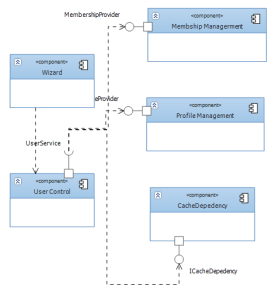 MembershipProvider
«component»
Membship Managerment
«component»
Wizard
eProvider
«component»
Profile Management
UserService
«component»
User Control
«component»
CacheDepedency
ICacheDepedency